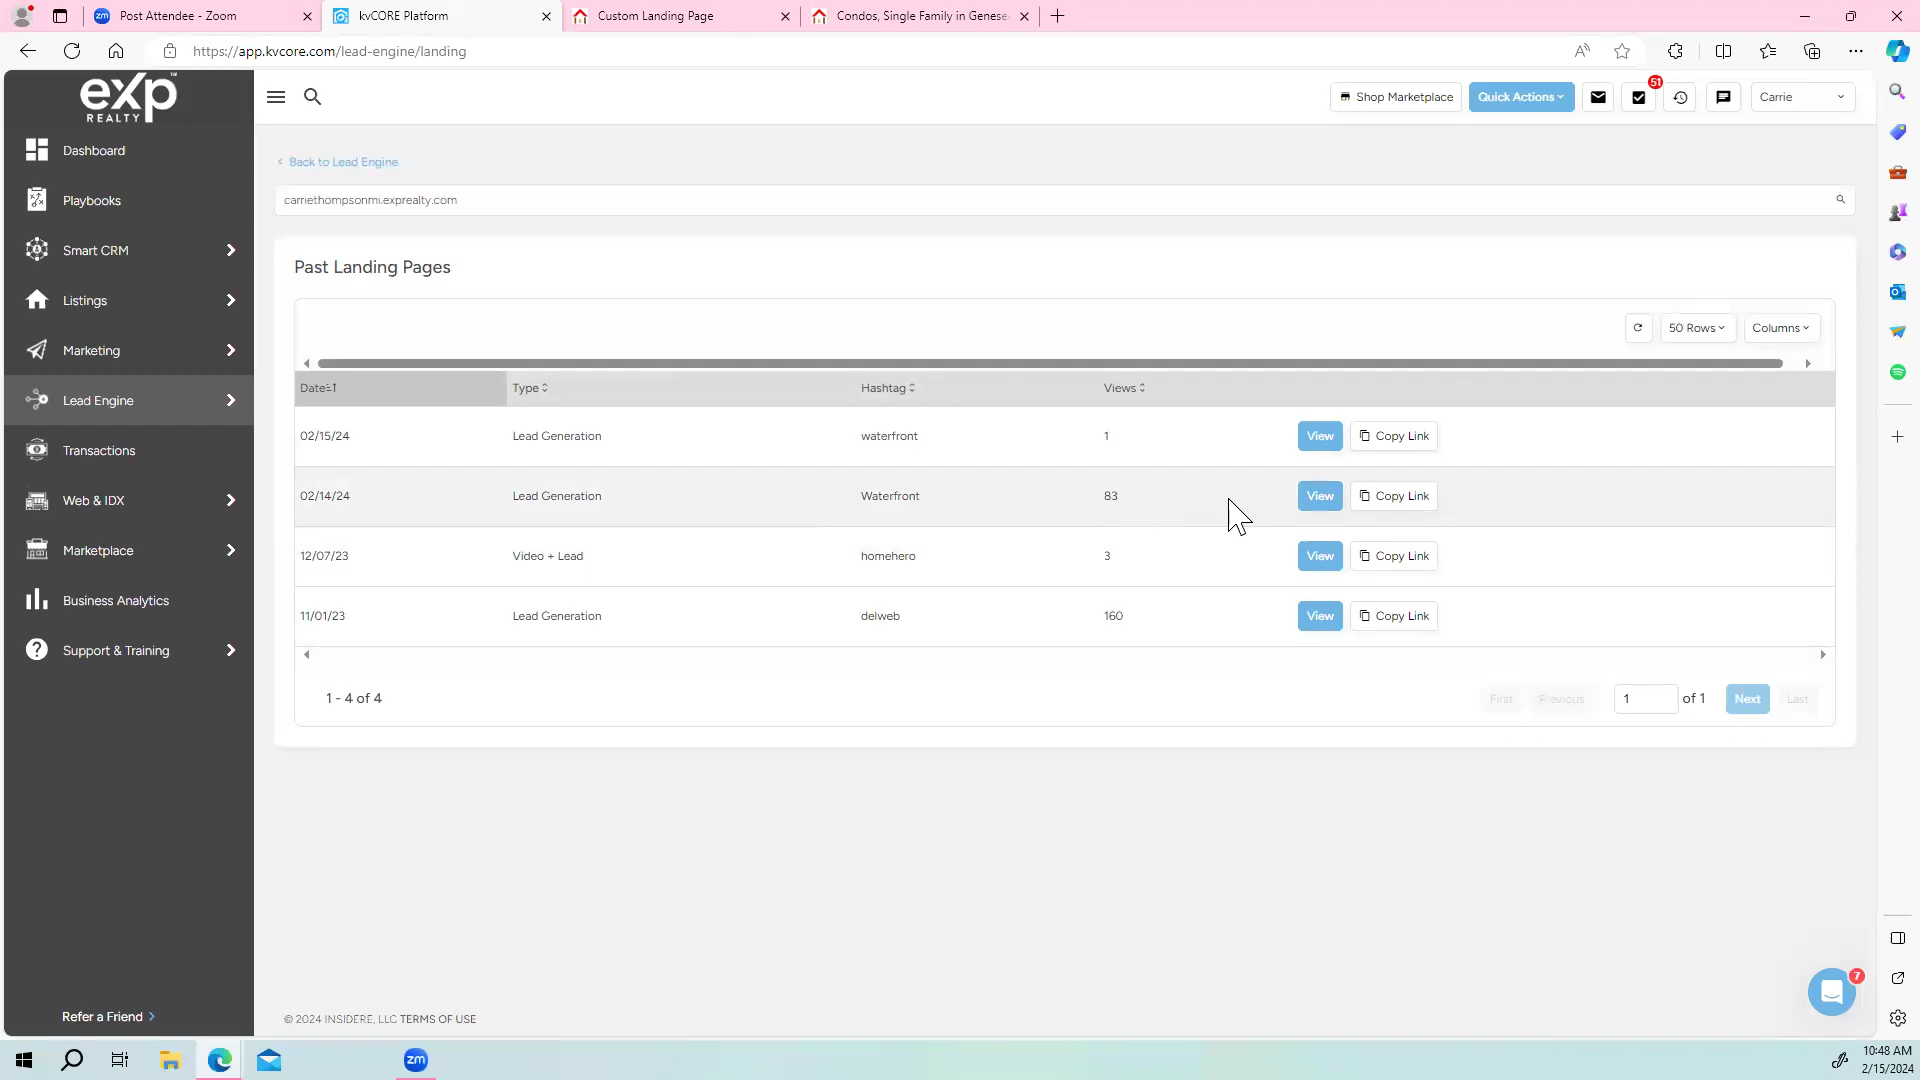 Post Attendee - Zoom
kvCORE Platform
Custom Landing Page
Condos, Single Family in Genese
https://app.kvcore.com/lead-engine/landing
exp
REALTY
Shop Marketplace
Quick Actions
51
Carrie
Dashboard
Playbooks
Smart CRM
Listings
Marketing
Lead Engine
Transactions
Web & IDX
Marketplace
Business Analytics
Support & Training
Refer a Friend
Back to Lead Engine
carriethompsonmi.exprealty.com
Past Landing Pages
50 Rows
Columns
Date Type Hashtag Views
02/15/24 Lead Generation waterfront 1 View Copy Link
02/14/24 Lead Generation Waterfront 83 View Copy Link
12/07/23 Video + Lead homehero 3 View Copy Link
11/01/23 Lead Generation delweb 160 View Copy Link
1 - 4 of 4
First Previous 1 of 1 Next Last
7
© 2024 INSIDERE, LLC TERMS OF USE
zm
zm
10:48 AM
2/15/2024